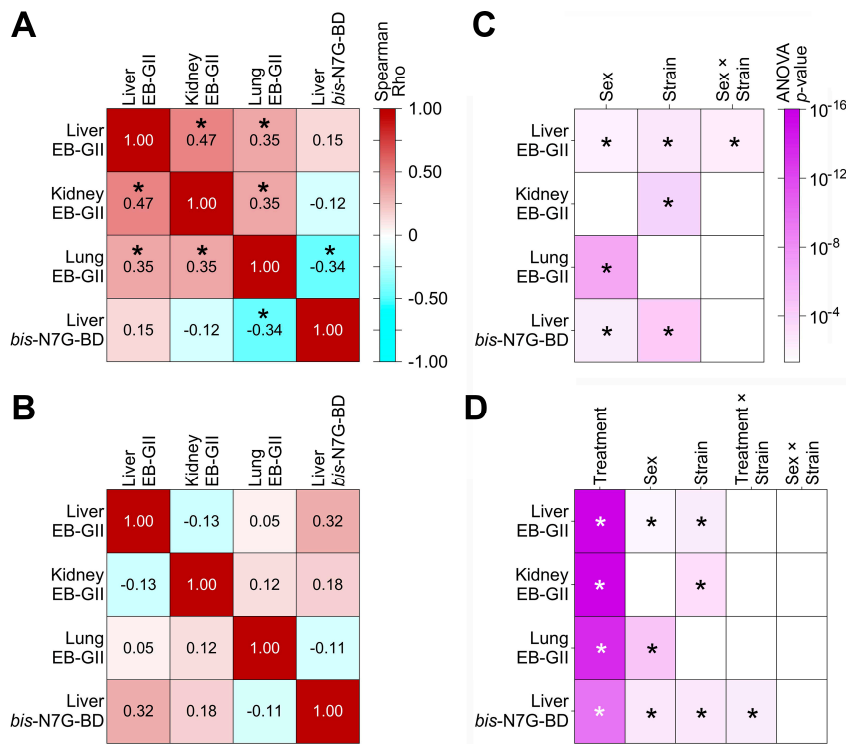 A
Liver
EB-GII
Kidney
EB-GII
Lung
EB-GII
Liver
bis-N7G-BD
Spearman
Rho
Liver
EB-GII
1.00
*
0.47
*
0.35
0.15
Kidney
EB-GII
*
0.47
1.00
*
0.35
-0.12
Lung
EB-GII
*
0.35
*
0.35
1.00
*
-0.34
Liver
bis-N7G-BD
0.15
-0.12
*
-0.34
1.00
1.00
0.50
0
-0.50
-1.00
C
Sex
Strain
Sex ×
Strain
ANOVA
p-value
Liver
EB-GII
* * *
Kidney
EB-GII
*
Lung
EB-GII
*
Liver
bis-N7G-BD
* *
10-16
10-12
10-8
10-4
B
Liver
EB-GII
Kidney
EB-GII
Lung
EB-GII
Liver
bis-N7G-BD
Liver
EB-GII
1.00 -0.13 0.05 0.32
Kidney
EB-GII
-0.13 1.00 0.12 0.18
Lung
EB-GII
0.05 0.12 1.00 -0.11
Liver
bis-N7G-BD
0.32 0.18 -0.11 1.00
D
Treatment
Sex
Strain
Treatment ×
Strain
Sex ×
Strain
Liver
EB-GII
* * *
Kidney
EB-GII
* *
Lung
EB-GII
* *
Liver
bis-N7G-BD
* * * *